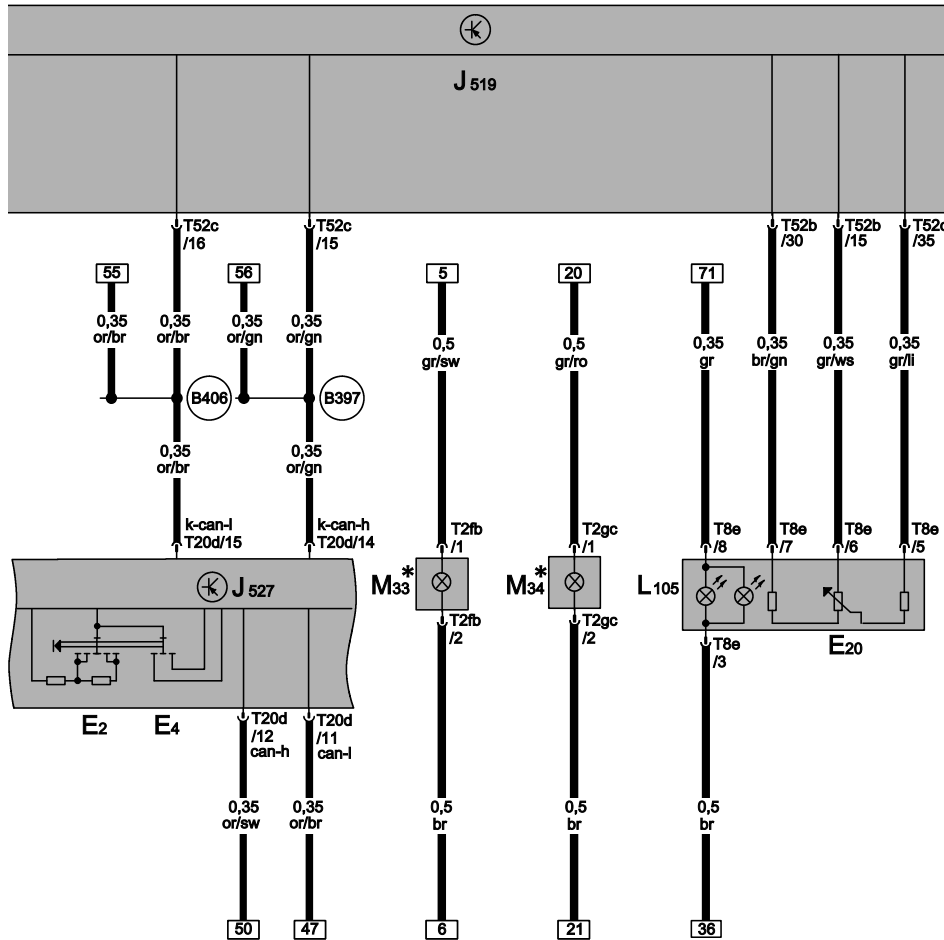 J 519
T52c
/16
T52c
/15
T52b
/30
T52b
/15
T52c
/35
55
56
5
20
71
0,35
or/br
0,35
or/br
0,35
or/gn
0,35
or/gn
0,5
gr/sw
0,5
gr/ro
0,35
gr
0,35
br/gn
0,35
gr/ws
0,35
gr/li
B406
B397
0,35
or/br
0,35
or/gn
k-can-l
T20d/15
k-can-h
T20d/14
T2fb
/1
T2gc
/1
T8e
/8
T8e
/7
T8e
/6
T8e
/5
J 527
M33*
M34*
L105
E20
T2fb
/2
T2gc
/2
T8e
/3
E2
E4
T20d
/12
can-h
T20d
/11
can-l
0,35
or/sw
0,35
or/br
0,5
br
0,5
br
0,5
br
50
47
6
21
36